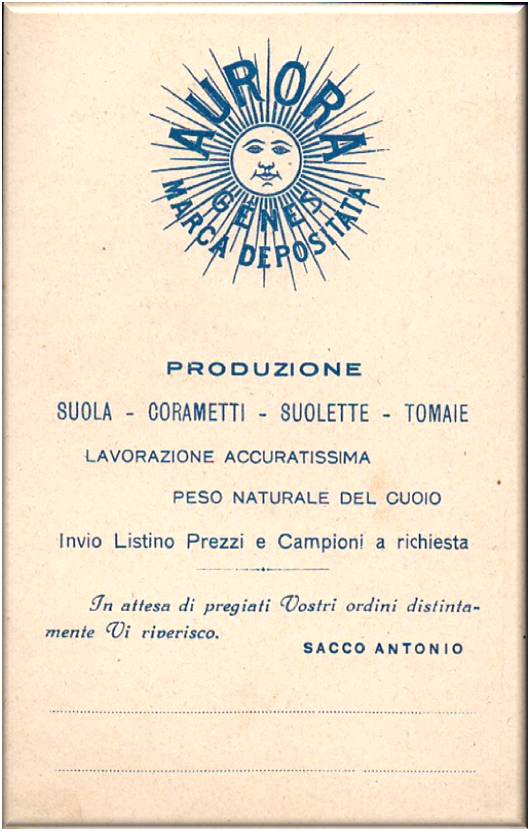 AURORA
GÊNES
MARCA DEPOSITATA
PRODUZIONE
SUOLA - CORAMETTI - SUOLETTE - TOMAIE
LAVORAZIONE ACCURATISSIMA
PESO NATURALE DEL CUOIO
Invio Listino Prezzi e Campioni a richiesta
In attesa di pregiati Vostri ordini distinta-
mente Vi riverisco.
SACCO ANTONIO